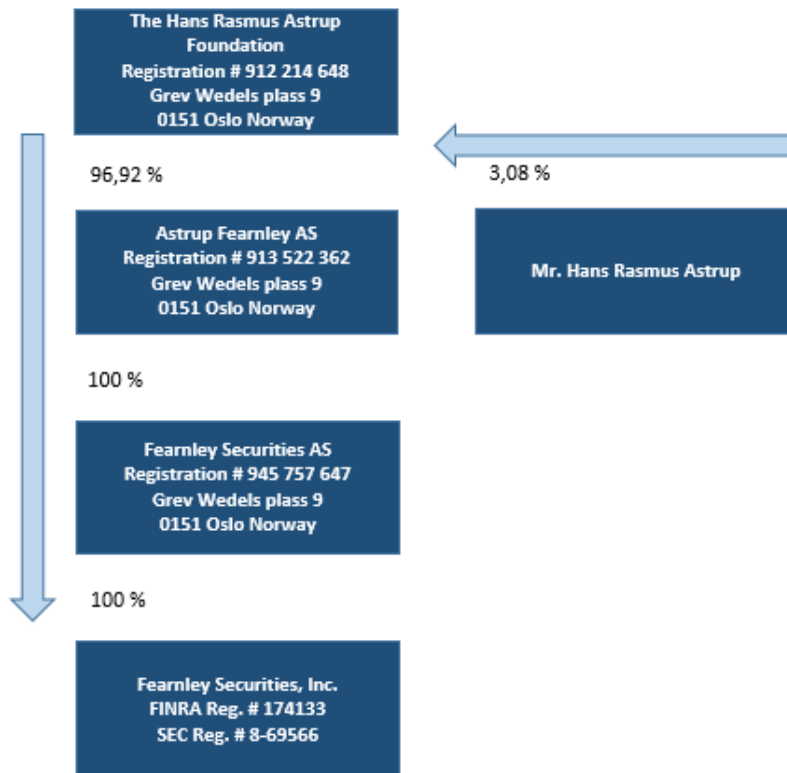 The Hans Rasmus Astrup
Foundation
Registration # 912 214 648
Grev Wedels plass 9
0151 Oslo Norway
96,92 %
3,08 %
Astrup Fearnley AS
Registration # 913 522 362
Grev Wedels plass 9
0151 Oslo Norway
Mr. Hans Rasmus Astrup
100 %
Fearnley Securities AS
Registration # 945 757 647
Grev Wedels plass 9
0151 Oslo Norway
100 %
Fearnley Securities, Inc.
FINRA Reg. # 174133
SEC Reg. # 8-69566